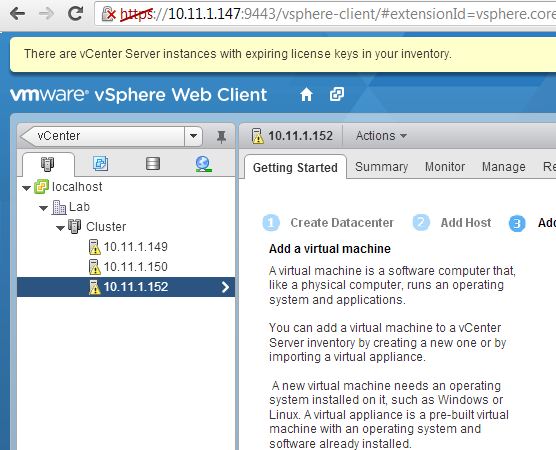 https://10.11.1.147:9443/vsphere-client/#extensionId=vsphere.core
There are vCenter Server instances with expiring license keys in your inventory.
vmware® vSphere Web Client
vCenter
10.11.1.152 Actions
Getting Started Summary Monitor Manage Re
localhost
Lab
Cluster
10.11.1.149
10.11.1.150
10.11.1.152
1 Create Datacenter 2 Add Host 3 Add
Add a virtual machine
A virtual machine is a software computer that,
like a physical computer, runs an operating
system and applications.
You can add a virtual machine to a vCenter
Server inventory by creating a new one or by
importing a virtual appliance.
A new virtual machine needs an operating
system installed on it, such as Windows or
Linux. A virtual appliance is a pre-built virtual
machine with an operating system and
software already installed.